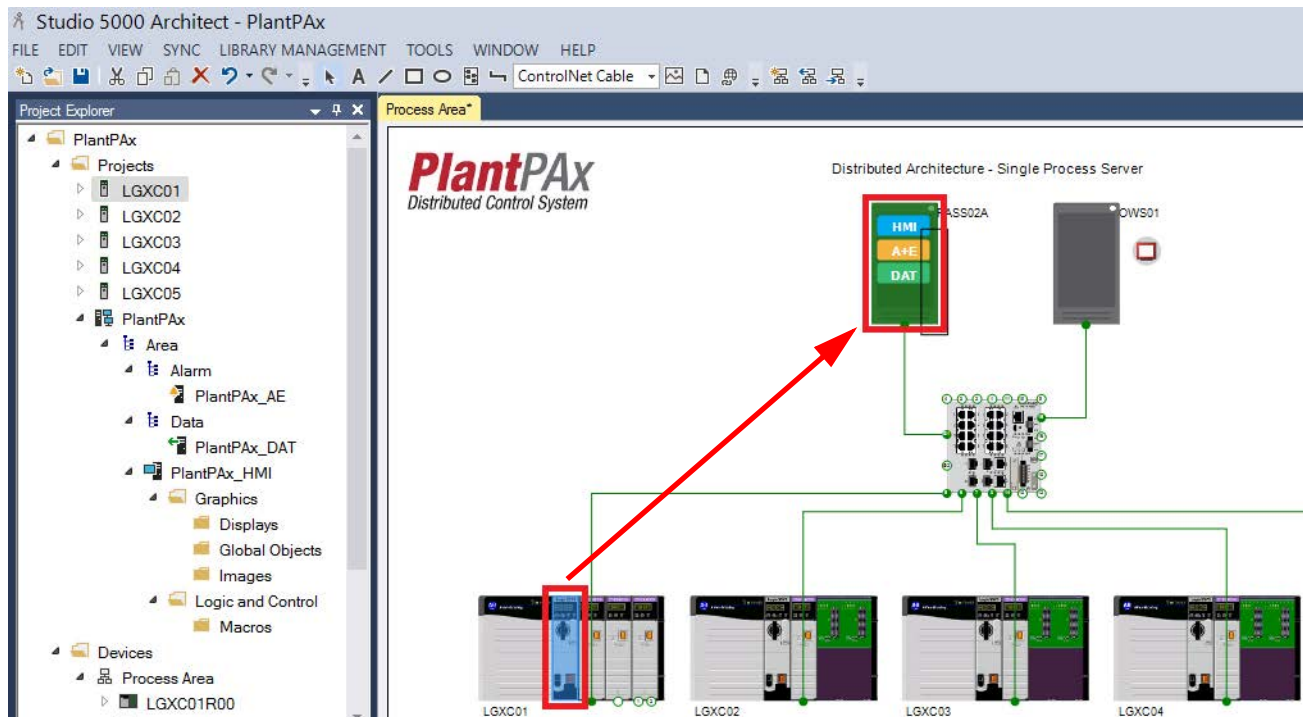 Studio 5000 Architect - PlantPAx
FILE EDIT VIEW SYNC LIBRARY MANAGEMENT TOOLS WINDOW HELP
A ControlNet Cable
Project Explorer
PlantPAx
Projects
LGXC01
LGXC02
LGXC03
LGXC04
LGXC05
PlantPAx
Area
Alarm
PlantPAx_AE
Data
PlantPAx_DAT
PlantPAx_HMI
Graphics
Displays
Global Objects
Images
Logic and Control
Macros
Devices
Process Area
LGXC01R00
Process Area*
PlantPAx
Distributed Control System
Distributed Architecture - Single Process Server
HMI
A+E
DAT
PASS02A
OWS01
LGXC01
LGXC02
LGXC03
LGXC04